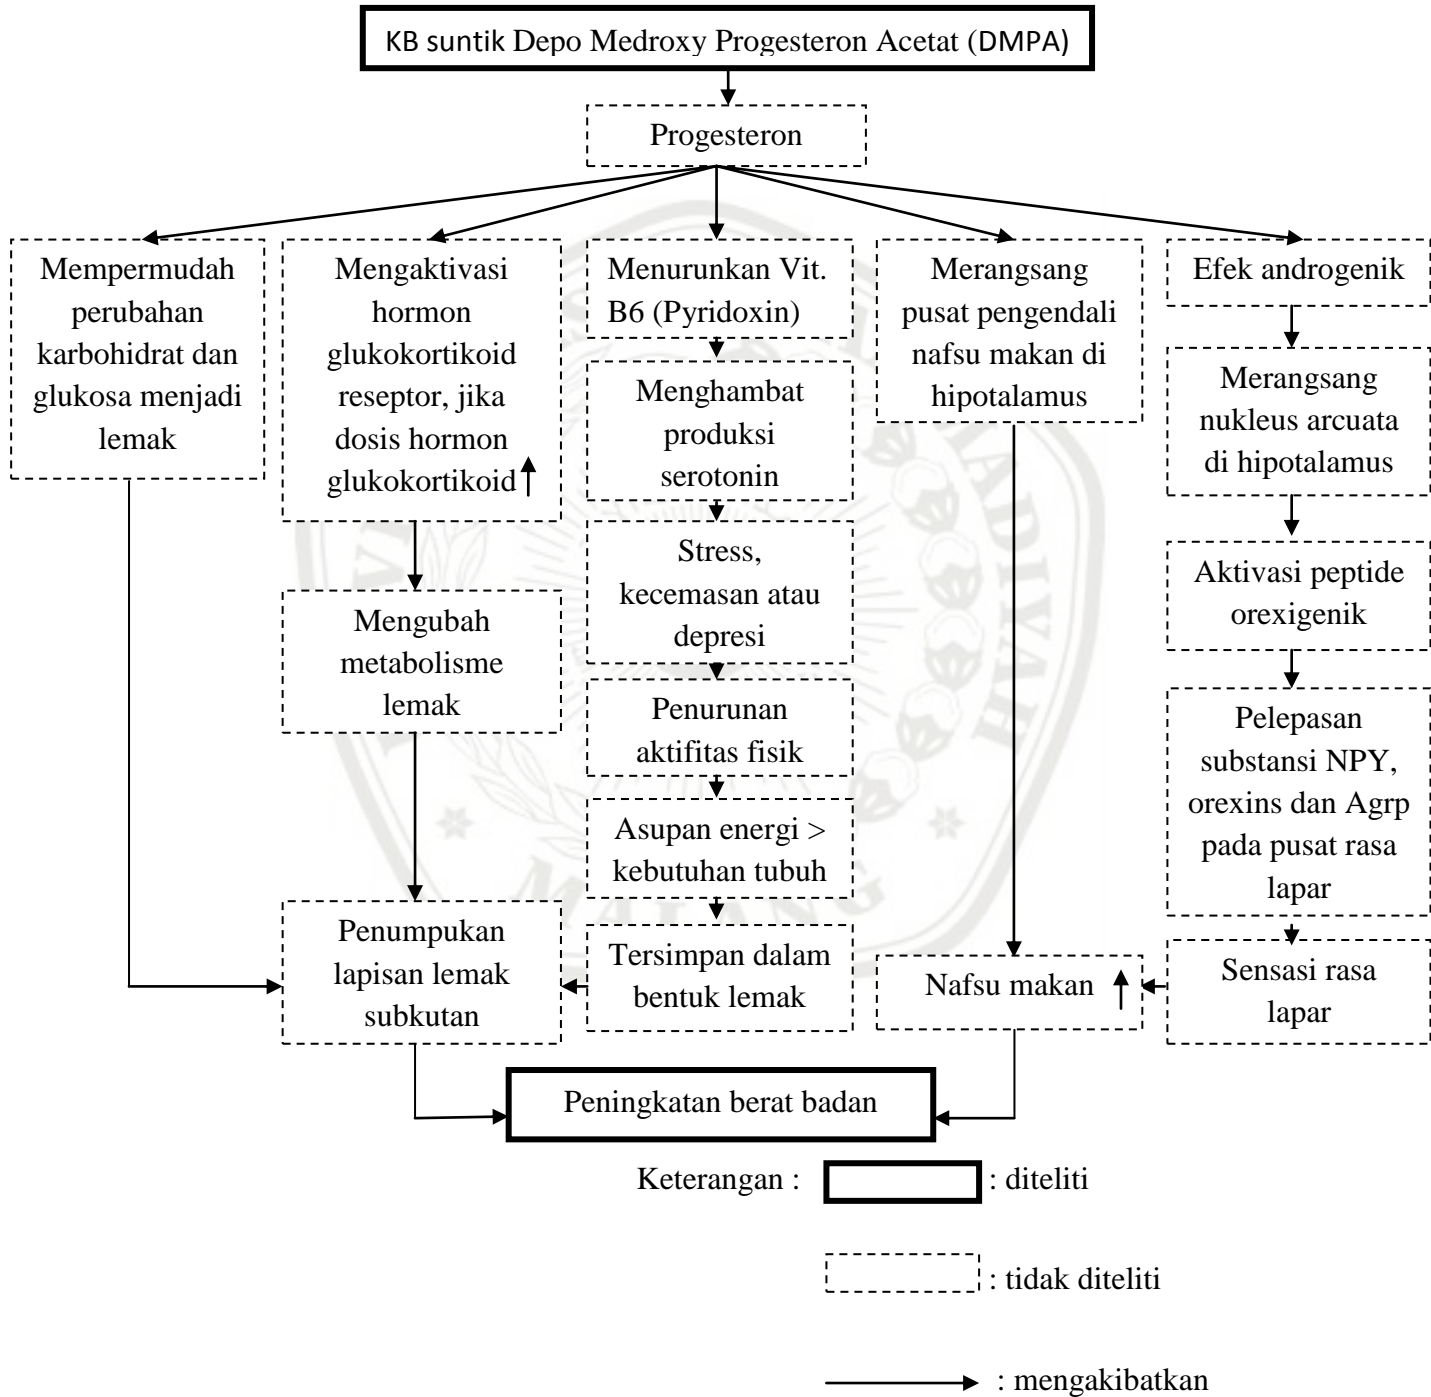 KB suntik Depo Medroxy Progesteron Acetat (DMPA)
Progesteron
Mempermudah
perubahan
karbohidrat dan
glukosa menjadi
lemak
Mengaktivasi
hormon
glukokortikoid
reseptor, jika
dosis hormon
glukokortikoid ↑
Mengubah
metabolisme
lemak
Penumpukan
lapisan lemak
subkutan
Menurunkan Vit.
B6 (Pyridoxin)
Menghambat
produksi
serotonin
Stress,
kecemasan atau
depresi
Penurunan
aktifitas fisik
Asupan energi >
kebutuhan tubuh
Tersimpan dalam
bentuk lemak
Merangsang
pusat pengendali
nafsu makan di
hipotalamus
Nafsu makan ↑
Efek androgenik
Merangsang
nukleus arcuata
di hipotalamus
Aktivasi peptide
orexigenik
Pelepasan
substansi NPY,
orexins dan Agrp
pada pusat rasa
lapar
Sensasi rasa
lapar
Peningkatan berat badan
Keterangan :
: diteliti
: tidak diteliti
: mengakibatkan
MALANG